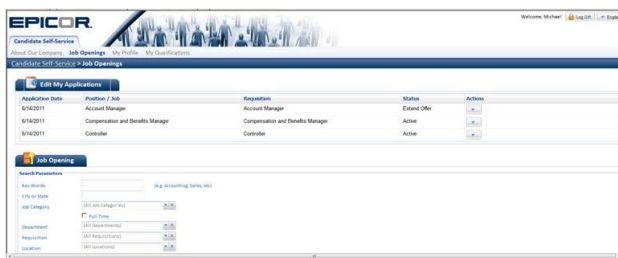 EPICOR.
Welcome, Michael Log Off
Candidate Self-Service
About Our Company Job Openings My Profile My Qualifications
Candidate Self-Service > Job Openings
Edit My Applications
Application Date Position / Job Requisition Status Actions
6/14/2011 Account Manager Account Manager Extend Offer
6/14/2011 Compensation and Benefits Manager Compensation and Benefits Manager Active
6/14/2011 Controller Controller Active
Job Opening
Search Parameters
Key Words (e.g. Accounting, Sales, etc)
City or State
Job Category (All Job Categories)
Full Time
Department (All Departments)
Requisition (All Requisitions)
Location (All Locations)